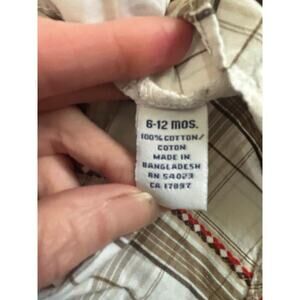 6-12 MOS.
100% COTTON/
COTON
MADE IN
BANGLADESH
RN 54023
CA 17897